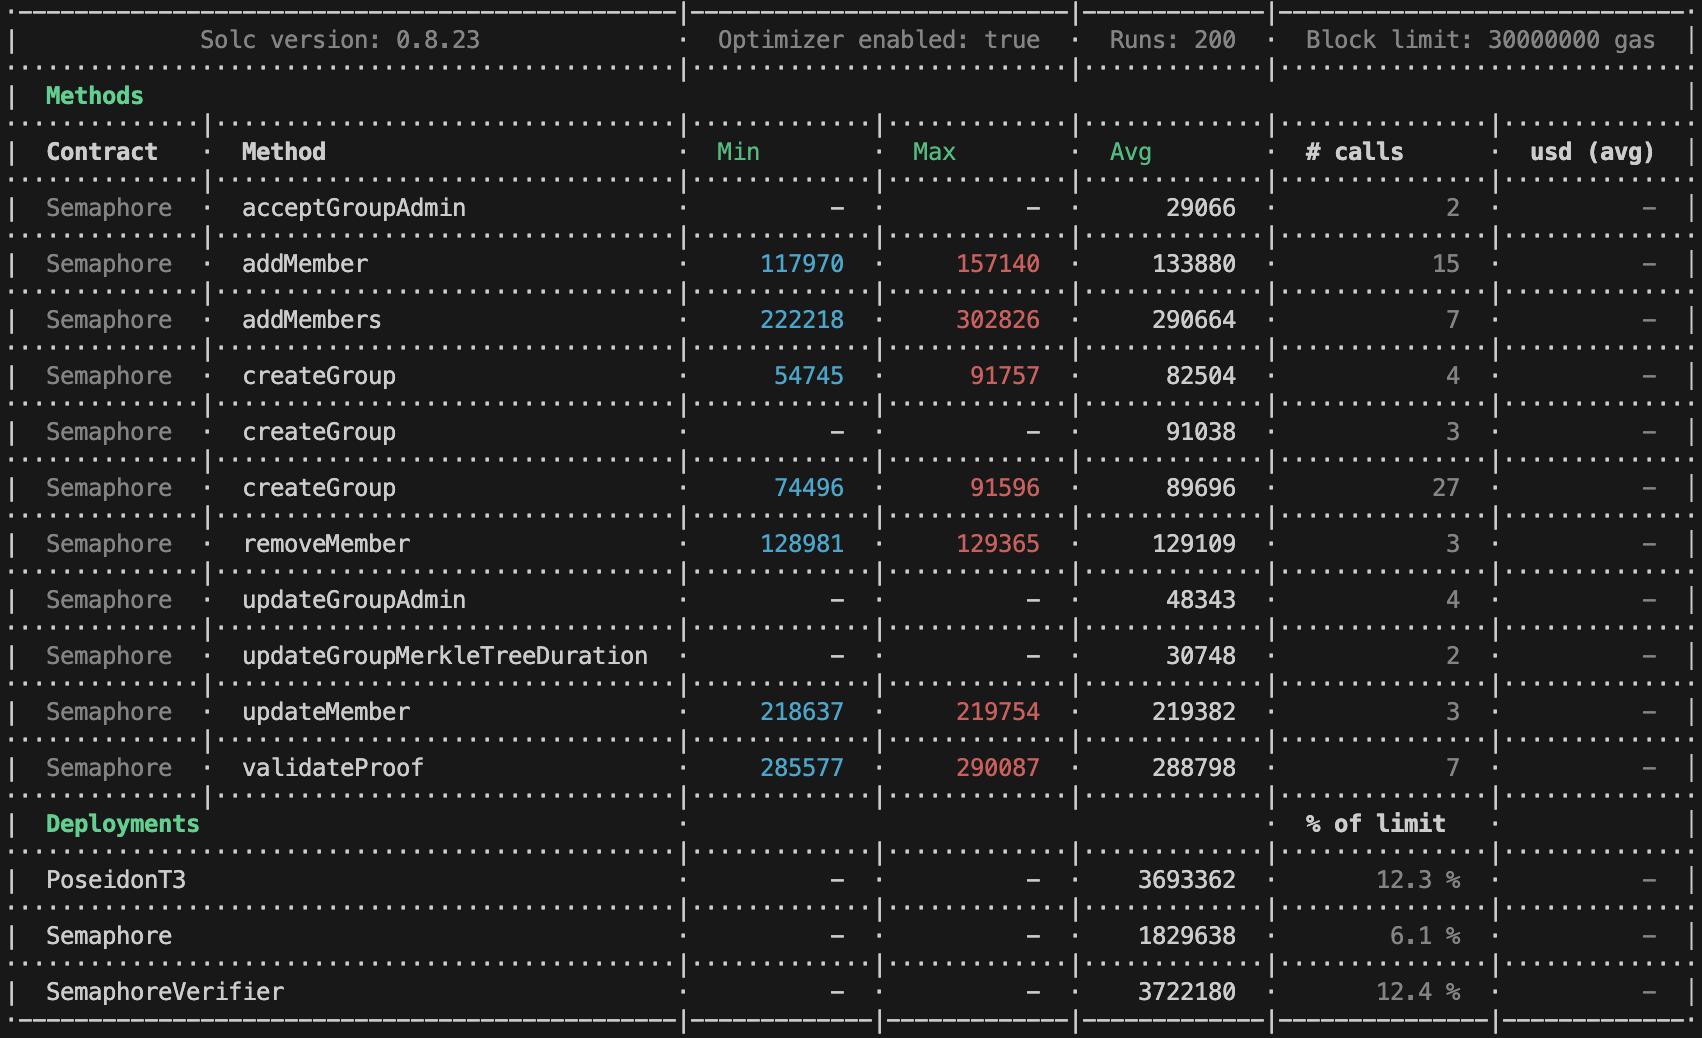 Solc version: 0.8.23 · Optimizer enabled: true · Runs: 200 · Block limit: 30000000 gas
Methods
Contract · Method · Min · Max · Avg · # calls · usd (avg)
Semaphore · acceptGroupAdmin · – · – · 29066 · 2 · –
Semaphore · addMember · 117970 · 157140 · 133880 · 15 · –
Semaphore · addMembers · 222218 · 302826 · 290664 · 7 · –
Semaphore · createGroup · 54745 · 91757 · 82504 · 4 · –
Semaphore · createGroup · – · – · 91038 · 3 · –
Semaphore · createGroup · 74496 · 91596 · 89696 · 27 · –
Semaphore · removeMember · 128981 · 129365 · 129109 · 3 · –
Semaphore · updateGroupAdmin · – · – · 48343 · 4 · –
Semaphore · updateGroupMerkleTreeDuration · – · – · 30748 · 2 · –
Semaphore · updateMember · 218637 · 219754 · 219382 · 3 · –
Semaphore · validateProof · 285577 · 290087 · 288798 · 7 · –
Deployments · · % of limit ·
PoseidonT3 · – · – · 3693362 · 12.3 % · –
Semaphore · – · – · 1829638 · 6.1 % · –
SemaphoreVerifier · – · – · 3722180 · 12.4 % · –